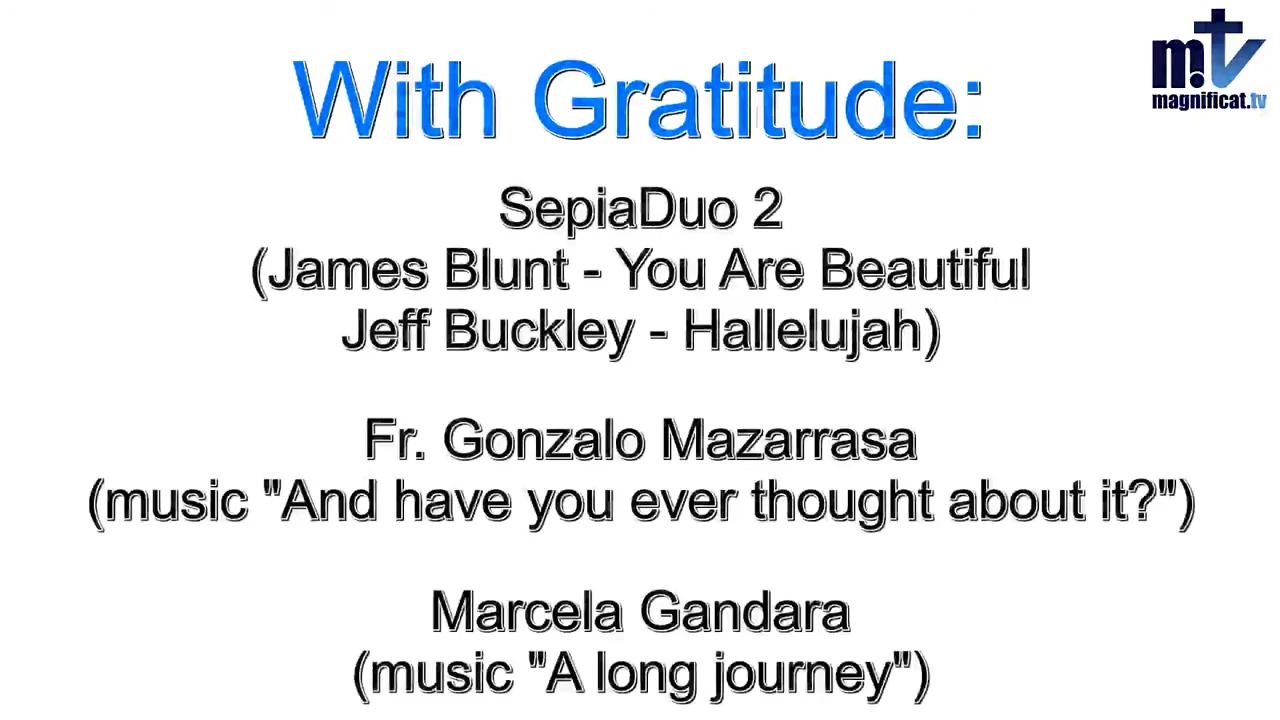 With Gratitude:
m.tv
magnificat.tv
SepiaDuo 2
(James Blunt - You Are Beautiful
Jeff Buckley - Hallelujah)
Fr. Gonzalo Mazarrasa
(music "And have you ever thought about it?")
Marcela Gandara
(music "A long journey")